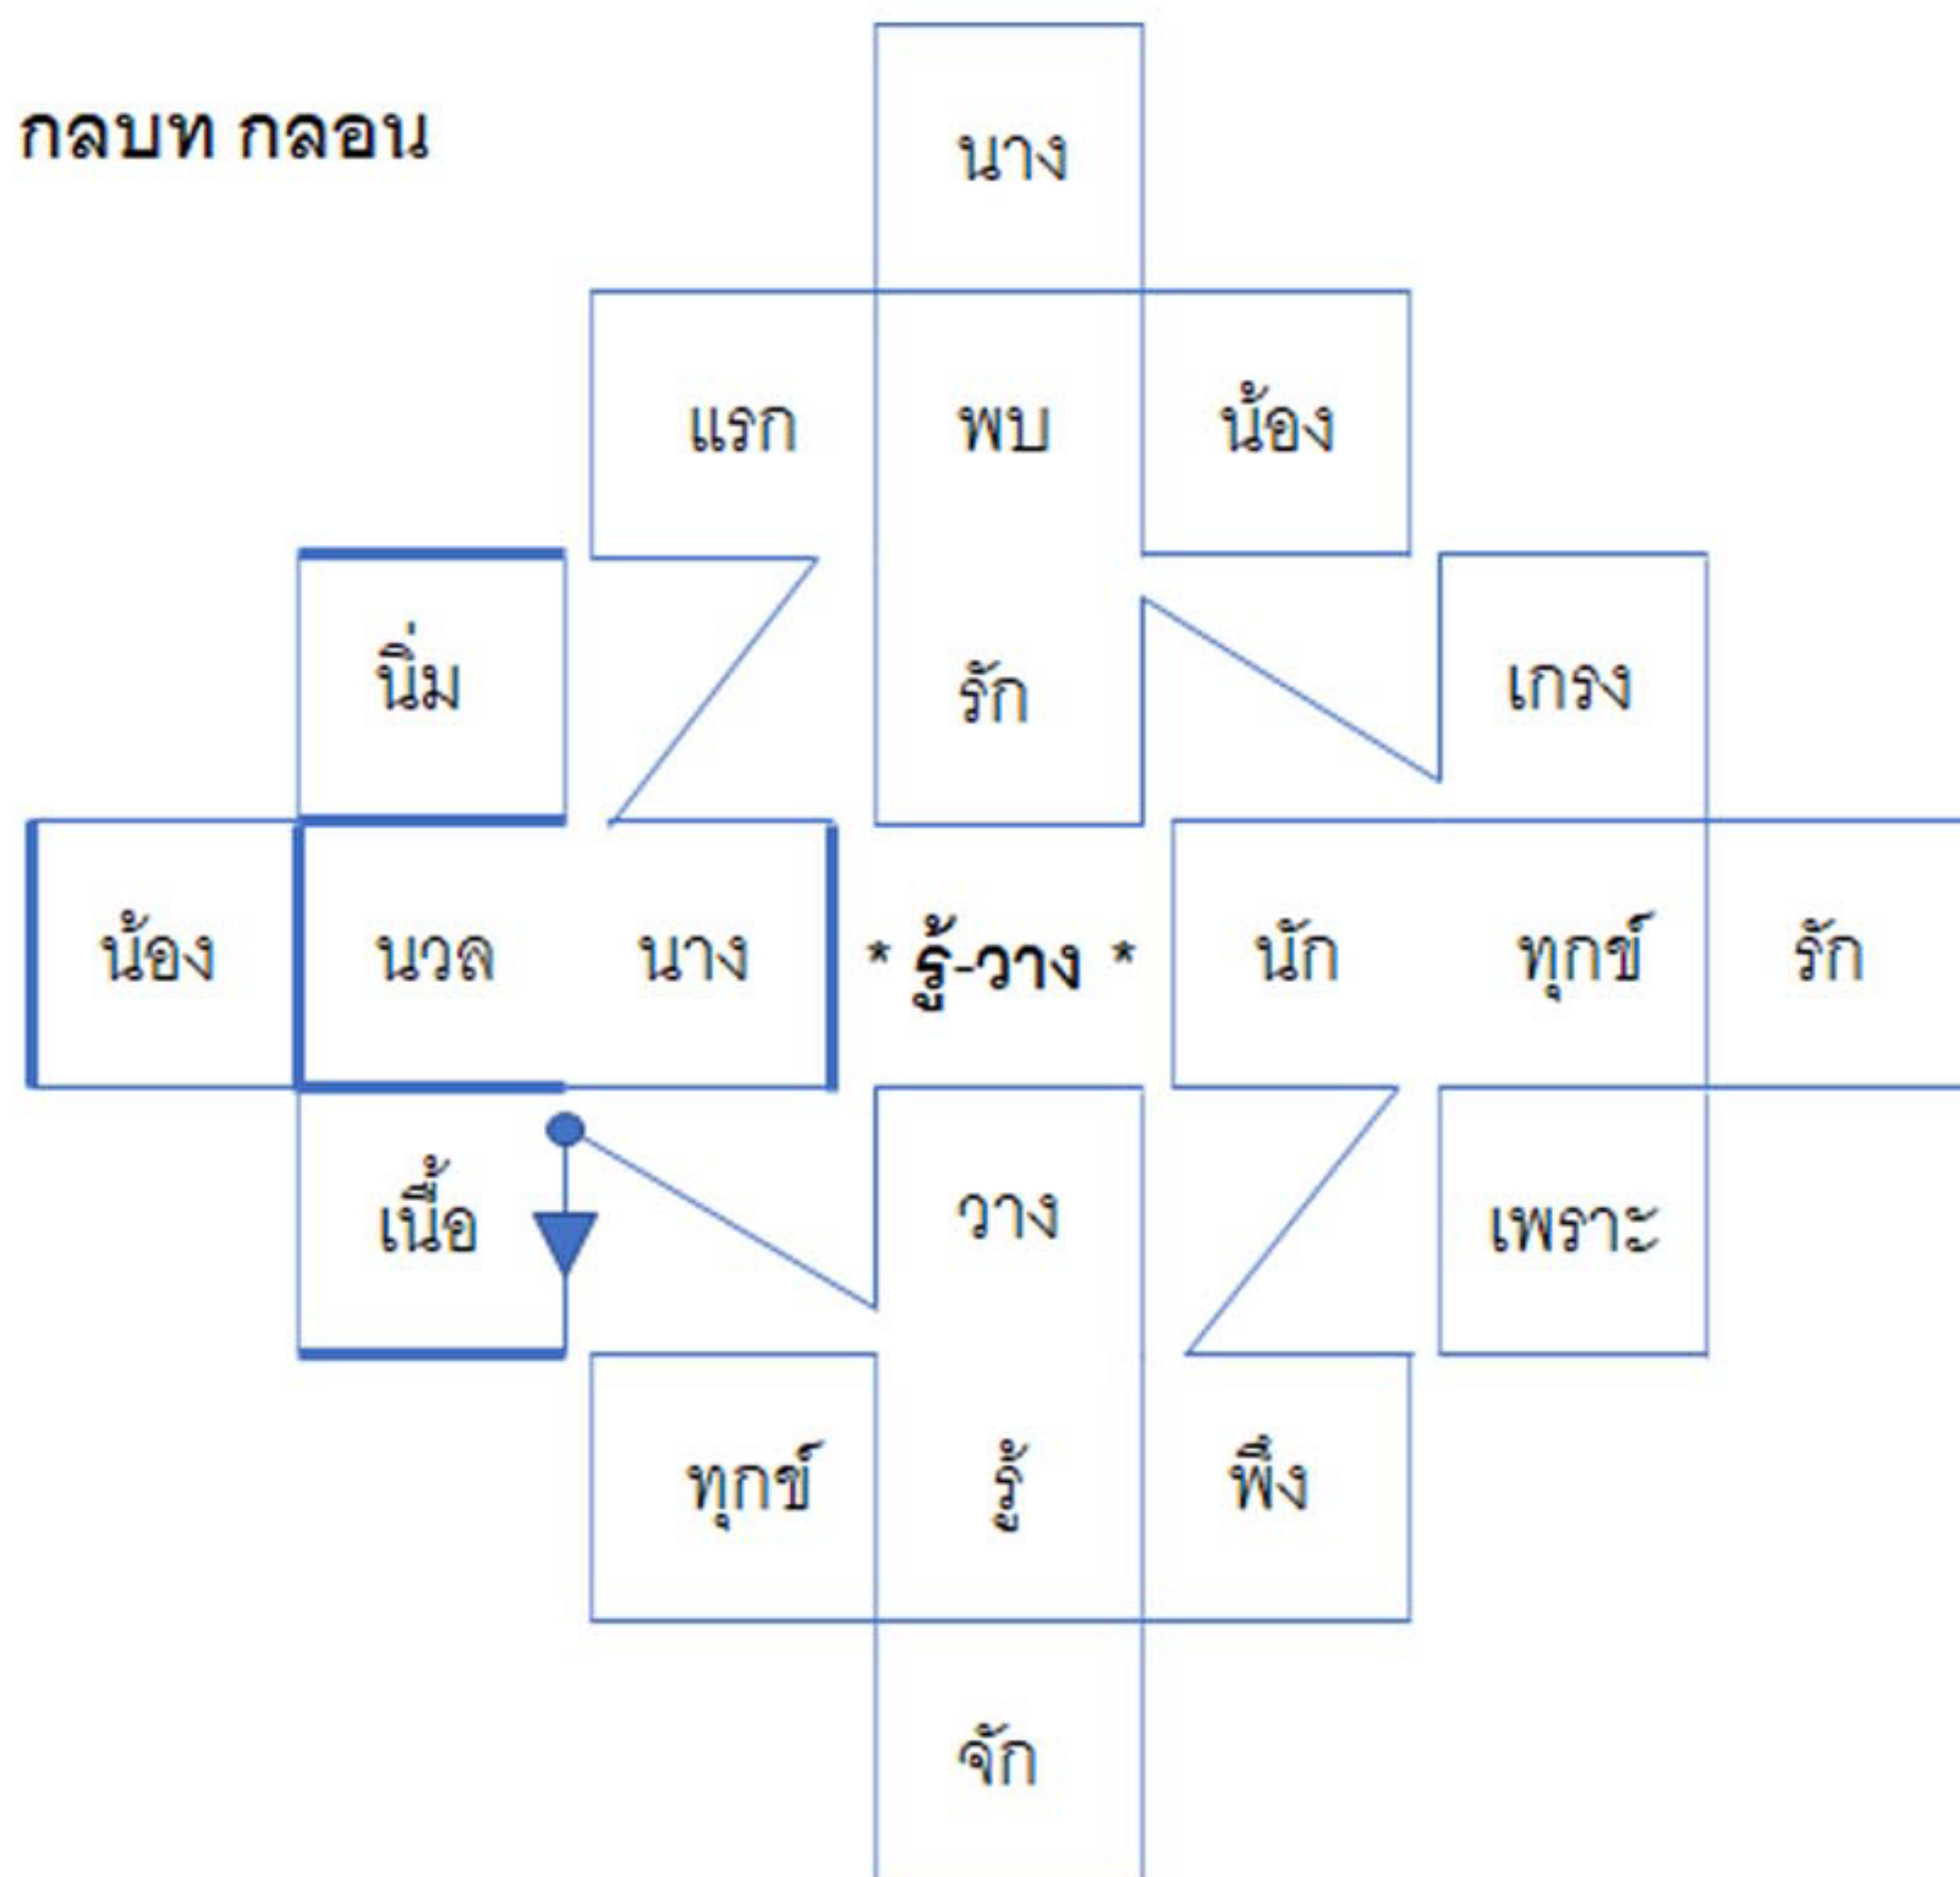 นาง
กลบท กลอน
แรก พบ น้อง
นิ่ม รัก เกรง
น้อง นวล นาง * รู้-วาง * นัก ทุกข์ รัก
เนื้อ วาง เพราะ
ทุกข์ รู้ พึง
จัก